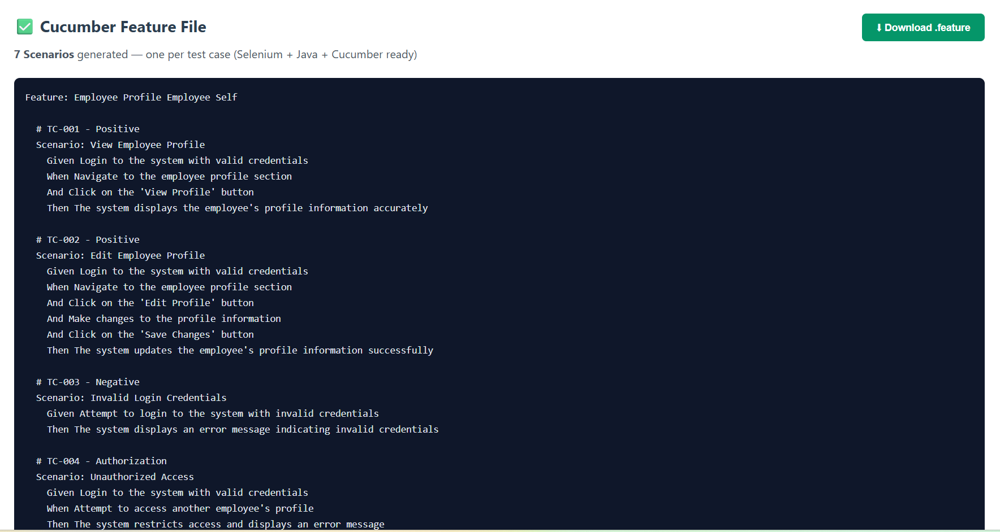 ✅ Cucumber Feature File
⬇ Download .feature
7 Scenarios generated — one per test case (Selenium + Java + Cucumber ready)
Feature: Employee Profile Employee Self
# TC-001 - Positive
Scenario: View Employee Profile
Given Login to the system with valid credentials
When Navigate to the employee profile section
And Click on the 'View Profile' button
Then The system displays the employee's profile information accurately
# TC-002 - Positive
Scenario: Edit Employee Profile
Given Login to the system with valid credentials
When Navigate to the employee profile section
And Click on the 'Edit Profile' button
And Make changes to the profile information
And Click on the 'Save Changes' button
Then The system updates the employee's profile information successfully
# TC-003 - Negative
Scenario: Invalid Login Credentials
Given Attempt to login to the system with invalid credentials
Then The system displays an error message indicating invalid credentials
# TC-004 - Authorization
Scenario: Unauthorized Access
Given Login to the system with valid credentials
When Attempt to access another employee's profile
Then The system restricts access and displays an error message